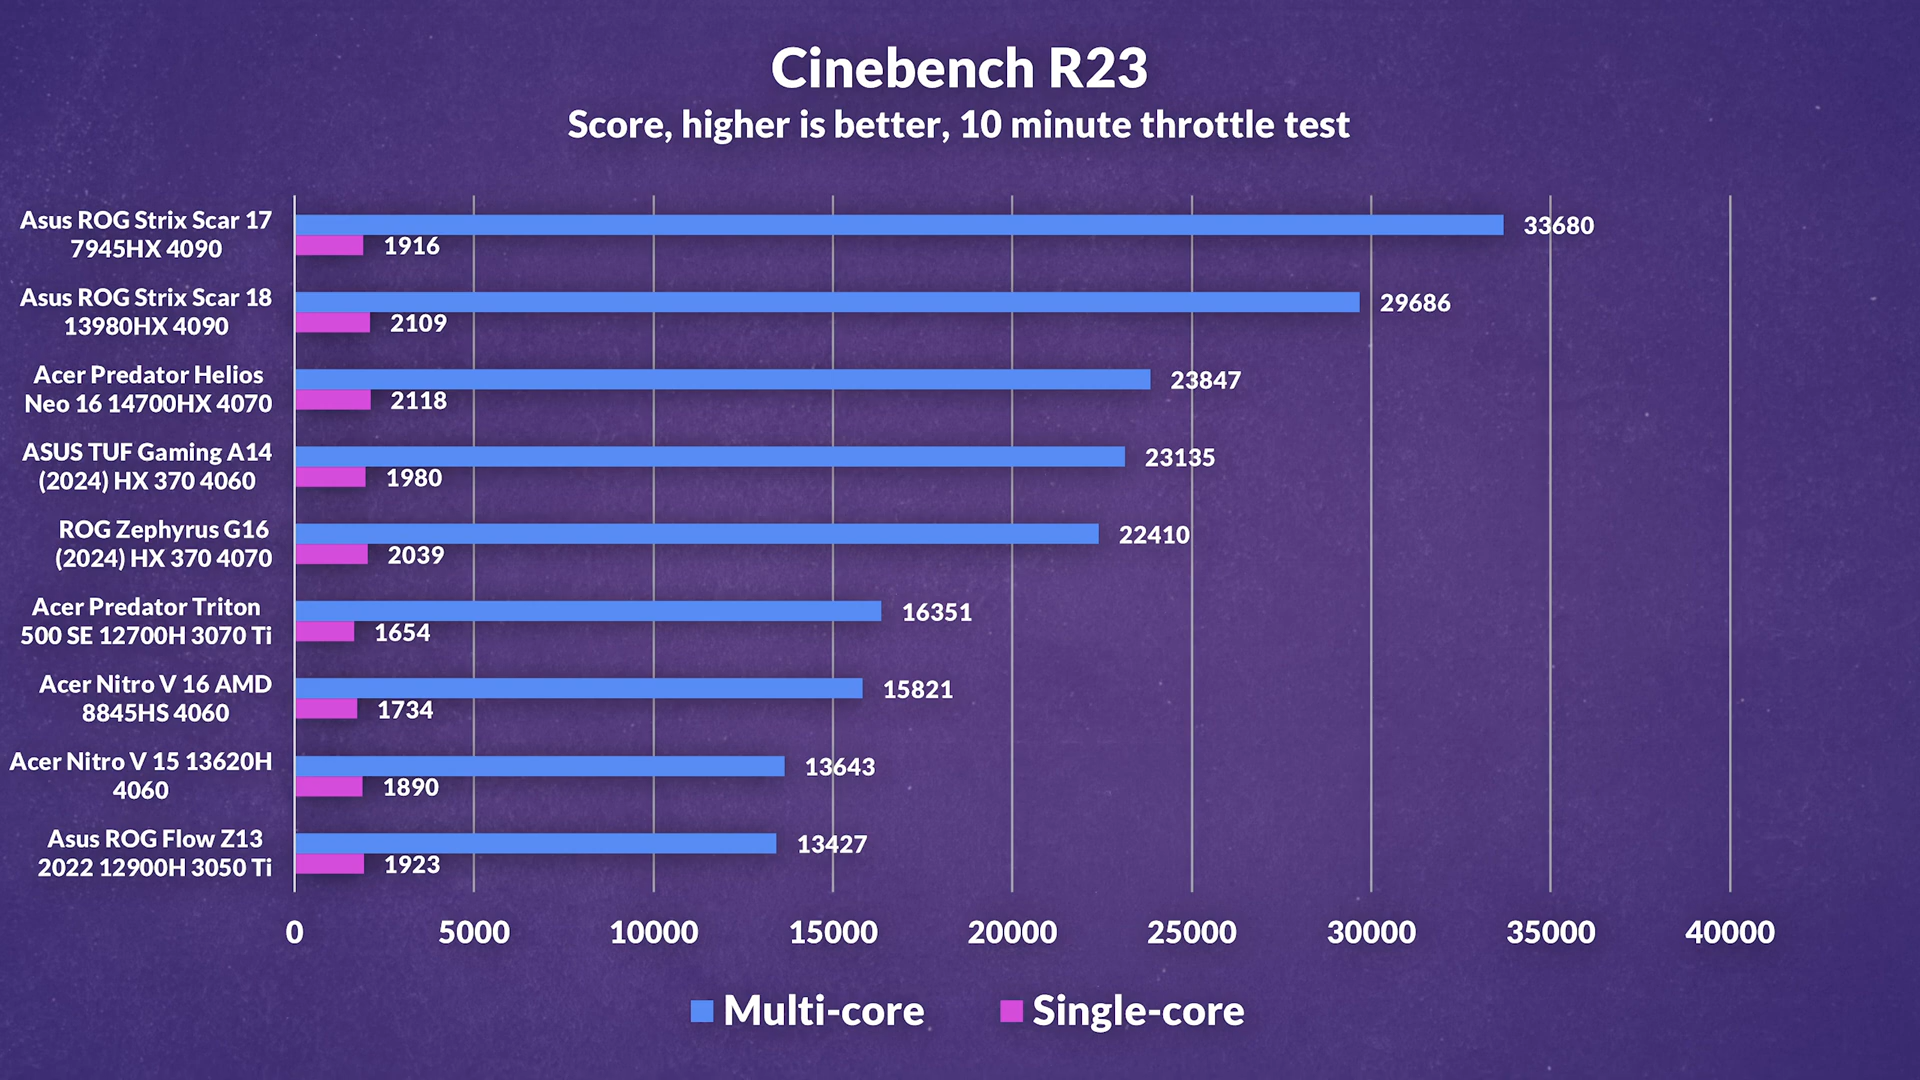 Cinebench R23
Score, higher is better, 10 minute throttle test
Asus ROG Strix Scar 17
7945HX 4090
33680
1916
Asus ROG Strix Scar 18
13980HX 4090
29686
2109
Acer Predator Helios
Neo 16 14700HX 4070
23847
2118
ASUS TUF Gaming A14
(2024) HX 370 4060
23135
1980
ROG Zephyrus G16
(2024) HX 370 4070
22410
2039
Acer Predator Triton
500 SE 12700H 3070 Ti
16351
1654
Acer Nitro V 16 AMD
8845HS 4060
15821
1734
Acer Nitro V 15 13620H
4060
13643
1890
Asus ROG Flow Z13
2022 12900H 3050 Ti
13427
1923
0 5000 10000 15000 20000 25000 30000 35000 40000
Multi-core Single-core